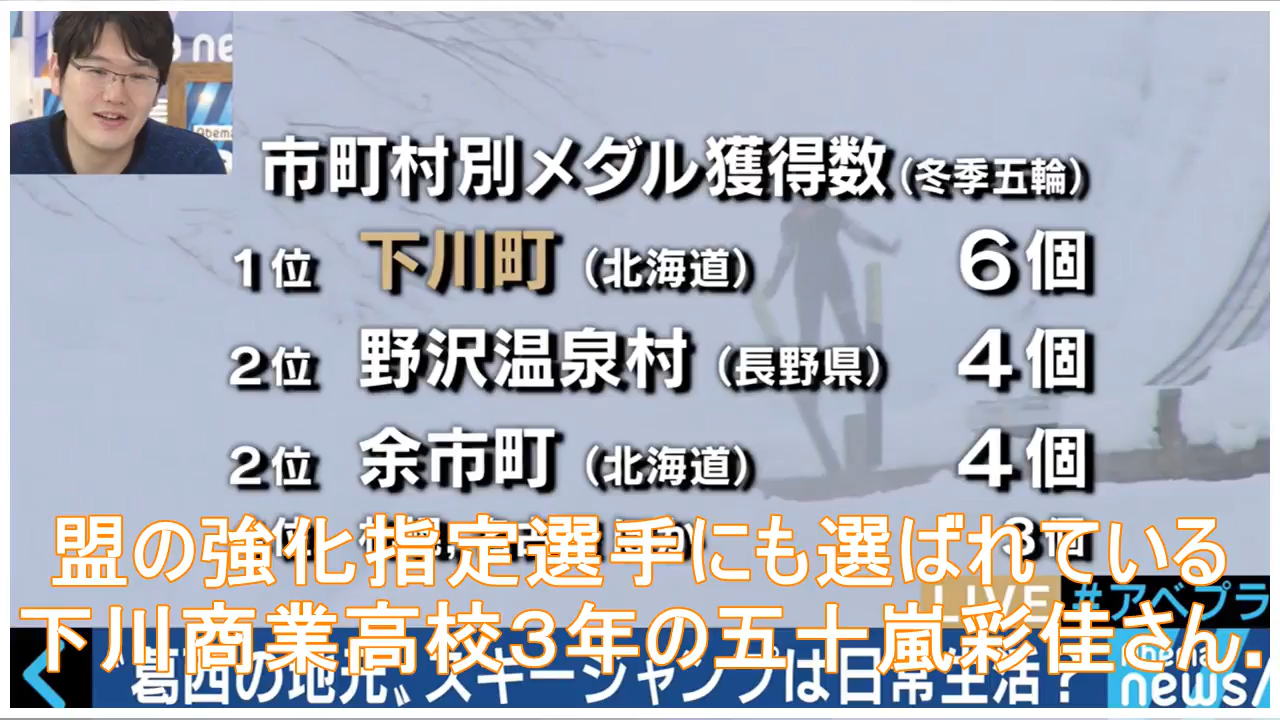 市町村別メダル獲得数（冬季五輪）
1位 下川町（北海道） 6個
2位 野沢温泉村（長野県） 4個
2位 余市町（北海道） 4個
位 3個
盟の強化指定選手にも選ばれている
LIVE #アベプラ
下川商業高校3年の五十嵐彩佳さん.
“葛西の地元〟スキージャンプは日常生活？
Abema news/